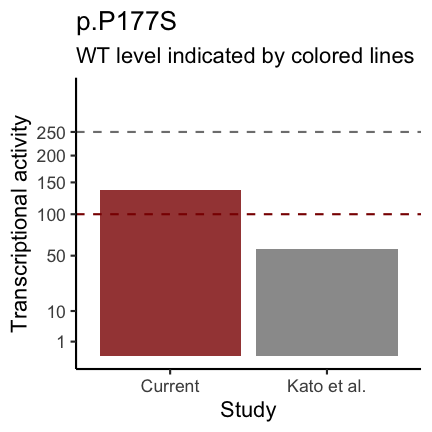 p.P177S
WT level indicated by colored lines
Transcriptional activity
250
200
150
100
50
10
1
Current
Kato et al.
Study